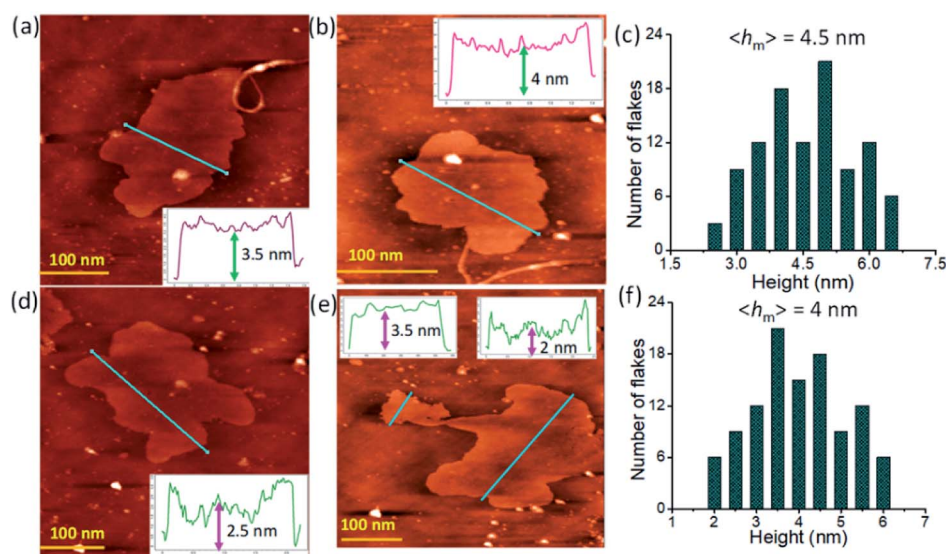 (a)
3.5 nm
100 nm
(b)
4 nm
100 nm
(c)
<h_m> = 4.5 nm
24
18
12
6
0
Number of flakes
1.5 3.0 4.5 6.0 7.5
Height (nm)
(d)
2.5 nm
100 nm
(e)
3.5 nm
2 nm
100 nm
(f)
<h_m> = 4 nm
24
18
12
6
0
Number of flakes
1 2 3 4 5 6 7
Height (nm)